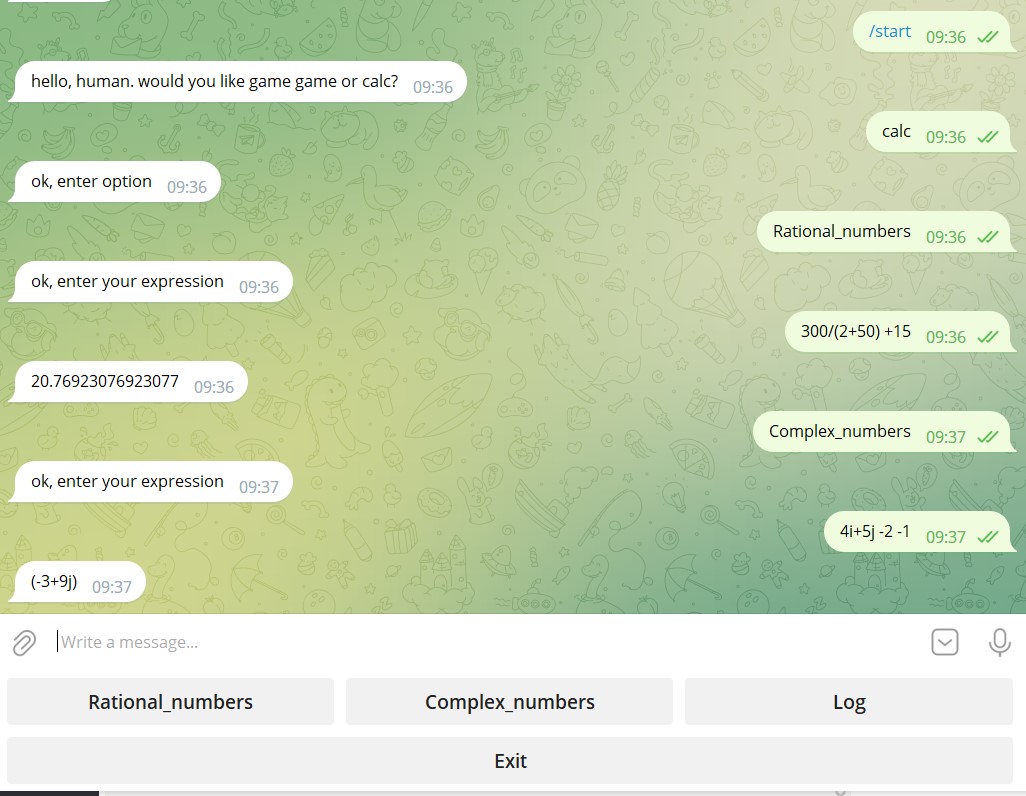 /start 09:36
hello, human. would you like game game or calc? 09:36
calc 09:36
ok, enter option 09:36
Rational_numbers 09:36
ok, enter your expression 09:36
300/(2+50) +15 09:36
20.76923076923077 09:36
Complex_numbers 09:37
ok, enter your expression 09:37
4i+5j -2 -1 09:37
(-3+9j) 09:37
Write a message...
Rational_numbers Complex_numbers Log
Exit